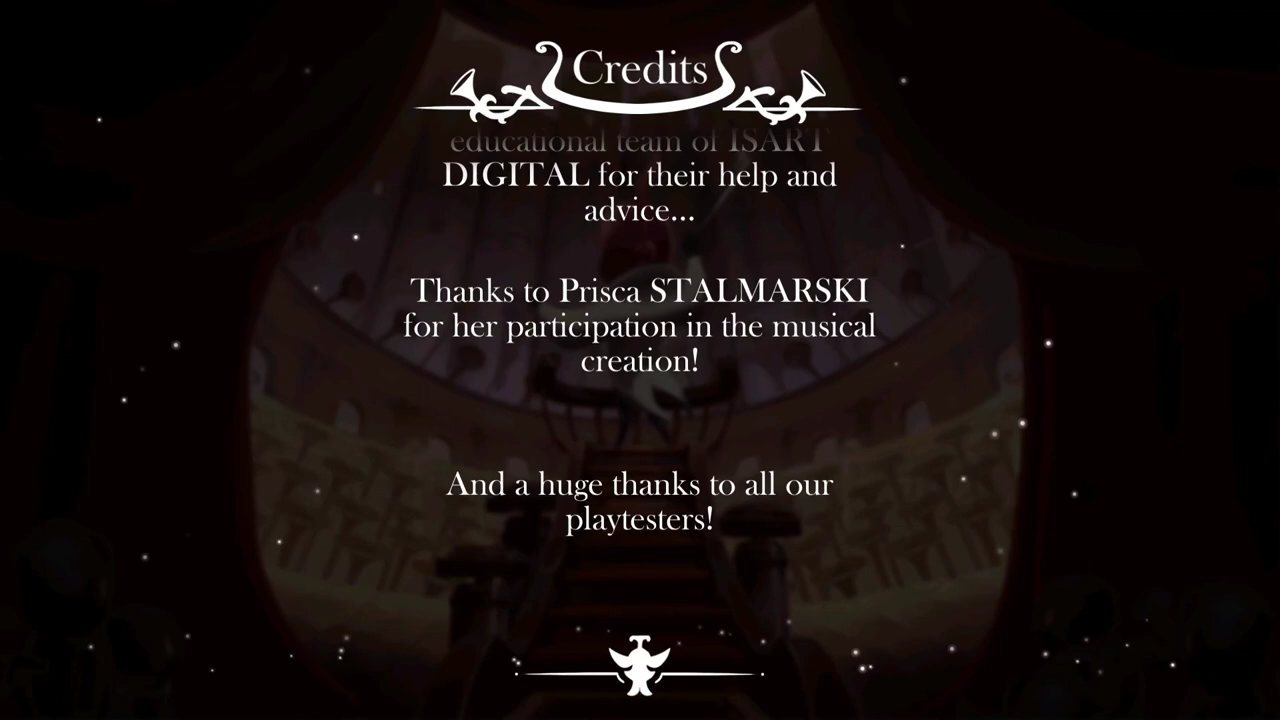 Credits
educational team of ISART
DIGITAL for their help and
advice...
Thanks to Prisca STALMARSKI
for her participation in the musical
creation!
And a huge thanks to all our
playtesters!